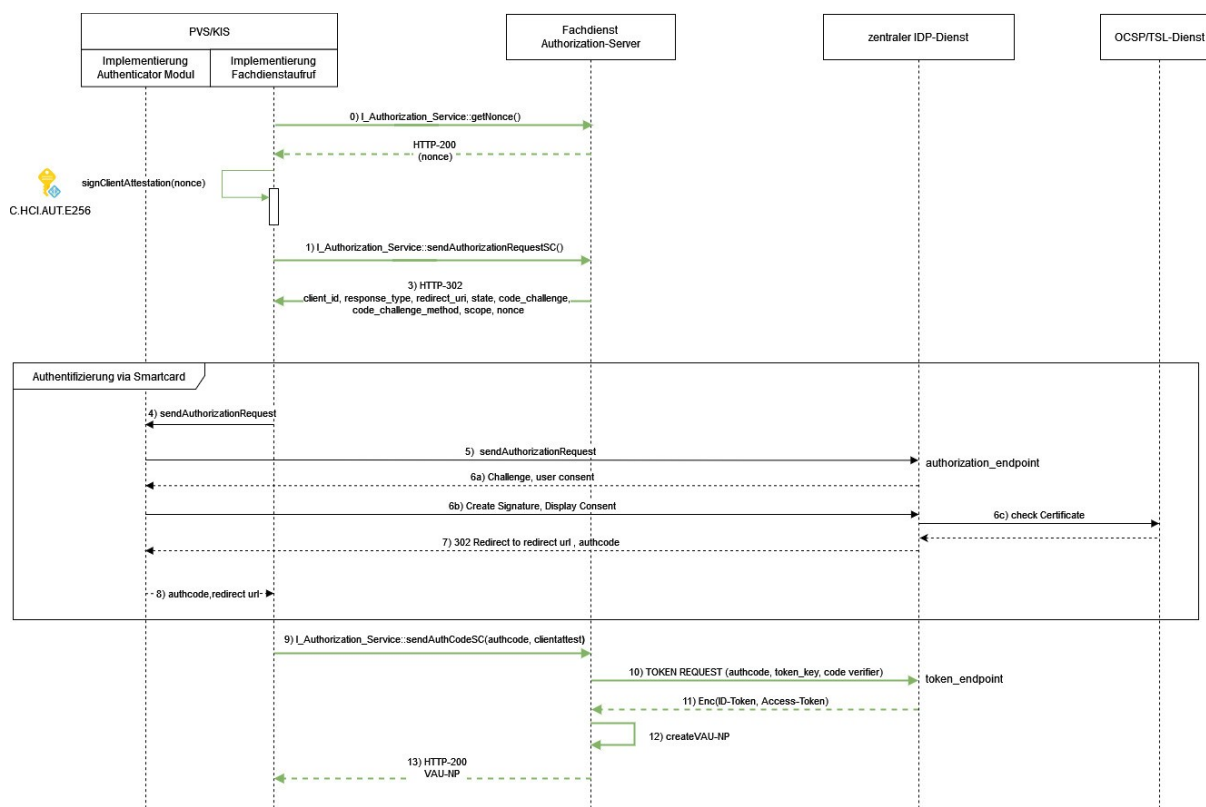 PVS/KIS
Implementierung
Authenticator Modul
Implementierung
Fachdienstaufruf
Fachdienst
Authorization-Server
zentraler IDP-Dienst
OCSP/TSL-Dienst
0) I_Authorization_Service::getNonce()
HTTP-200
(nonce)
signClientAttestation(nonce)
C.HCI.AUT.E256
1) I_Authorization_Service::sendAuthorizationRequestSC()
3) HTTP-302
client_id, response_type, redirect_uri, state, code_challenge,
code_challenge_method, scope, nonce
Authentifizierung via Smartcard
4) sendAuthorizationRequest
5) sendAuthorizationRequest
authorization_endpoint
6a) Challenge, user consent
6b) Create Signature, Display Consent
6c) check Certificate
7) 302 Redirect to redirect url , authcode
8) authcode,redirect url
9) I_Authorization_Service::sendAuthCodeSC(authcode, clientattest)
10) TOKEN REQUEST (authcode, token_key, code verifier)
token_endpoint
11) Enc(ID-Token, Access-Token)
12) createVAU-NP
13) HTTP-200
VAU-NP